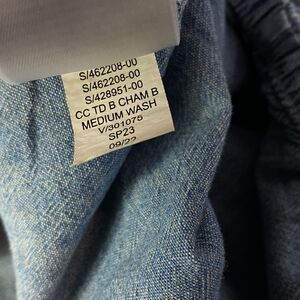 S/462208-00
S/462208-00
S/428951-00
CC TD B CHAM B
MEDIUM WASH
V/301075
SP23
09/22